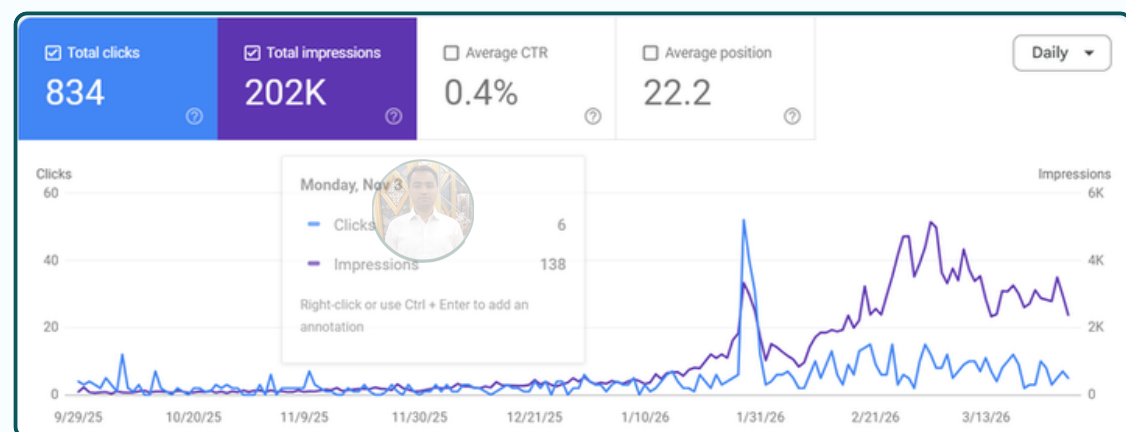 Total clicks
Total impressions
Average CTR
Average position
Daily
834
202K
0.4%
22.2
Clicks
Impressions
60
6K
Monday, Nov 3
Clicks
6
40
4K
Impressions
138
Right-click or use Ctrl + Enter to add an
annotation
20
2K
0
0
9/29/25
10/20/25
11/9/25
11/30/25
12/21/25
1/10/26
1/31/26
2/21/26
3/13/26